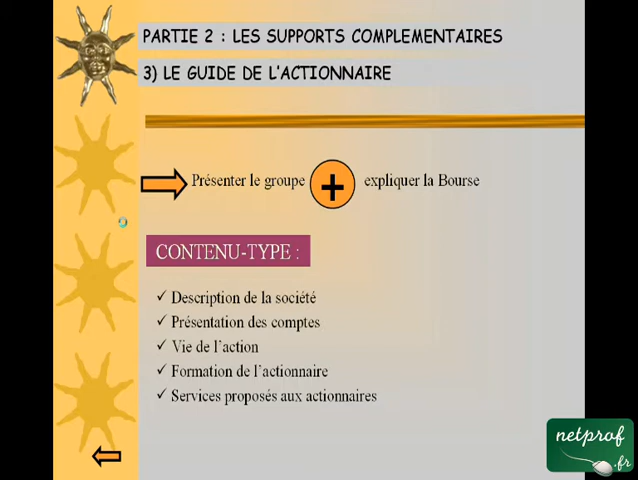 PARTIE 2 : LES SUPPORTS COMPLEMENTAIRES
3) LE GUIDE DE L'ACTIONNAIRE
Présenter le groupe + expliquer la Bourse
CONTENU-TYPE :
✓ Description de la société
✓ Présentation des comptes
✓ Vie de l'action
✓ Formation de l'actionnaire
✓ Services proposés aux actionnaires
netprof
.fr